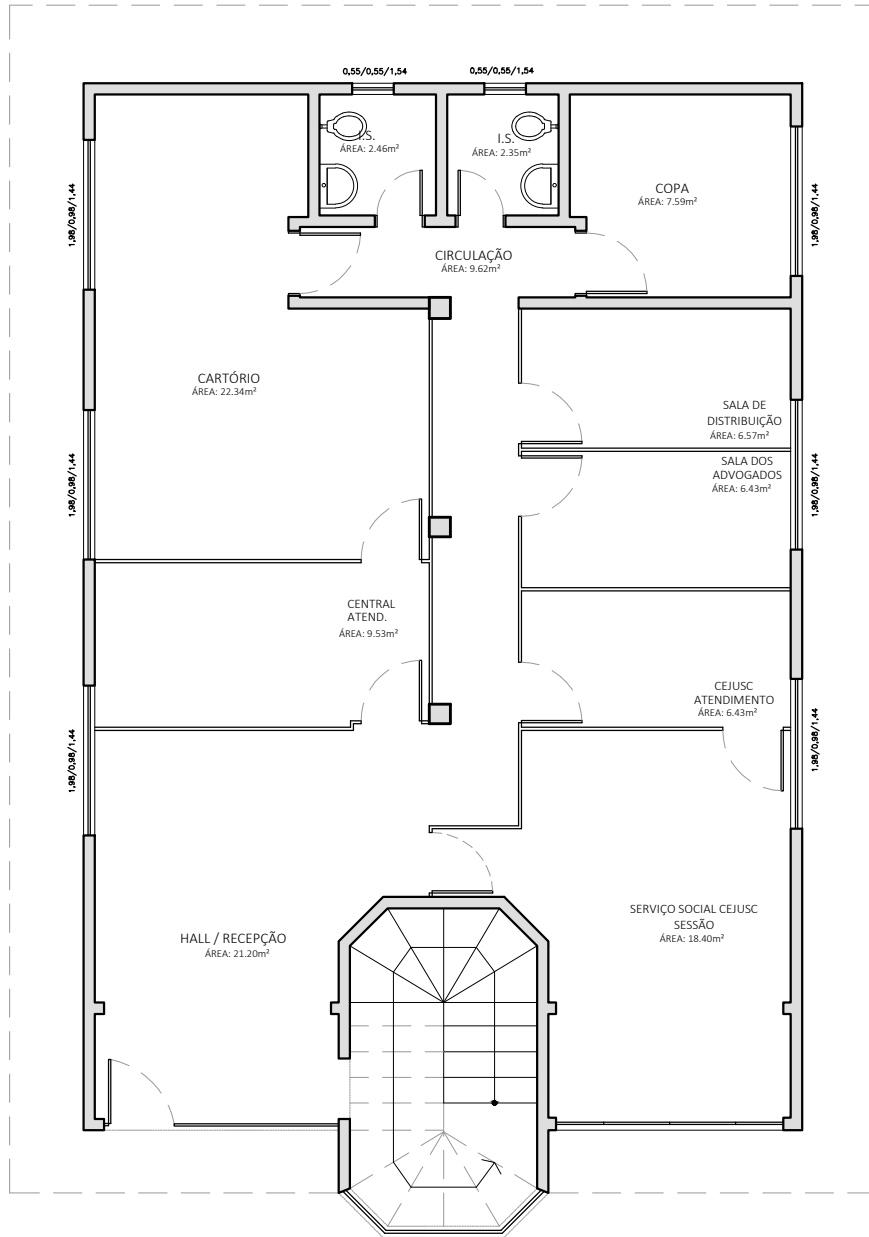 0,55/0,55/1,54
0,55/0,55/1,54
I.S.
ÁREA: 2.46m²
I.S.
ÁREA: 2.35m²
COPA
ÁREA: 7.59m²
1,98/0,98/1,44
1,98/0,98/1,44
CIRCULAÇÃO
ÁREA: 9.62m²
CARTÓRIO
ÁREA: 22.34m²
SALA DE
DISTRIBUIÇÃO
ÁREA: 6.57m²
SALA DOS
ADVOGADOS
ÁREA: 6.43m²
1,98/0,98/1,44
1,98/0,98/1,44
CENTRAL
ATEND.
ÁREA: 9.53m²
CEJUSC
ATENDIMENTO
ÁREA: 6.43m²
1,98/0,98/1,44
1,98/0,98/1,44
HALL / RECEPÇÃO
ÁREA: 21.20m²
SERVIÇO SOCIAL CEJUSC
SESSÃO
ÁREA: 18.40m²